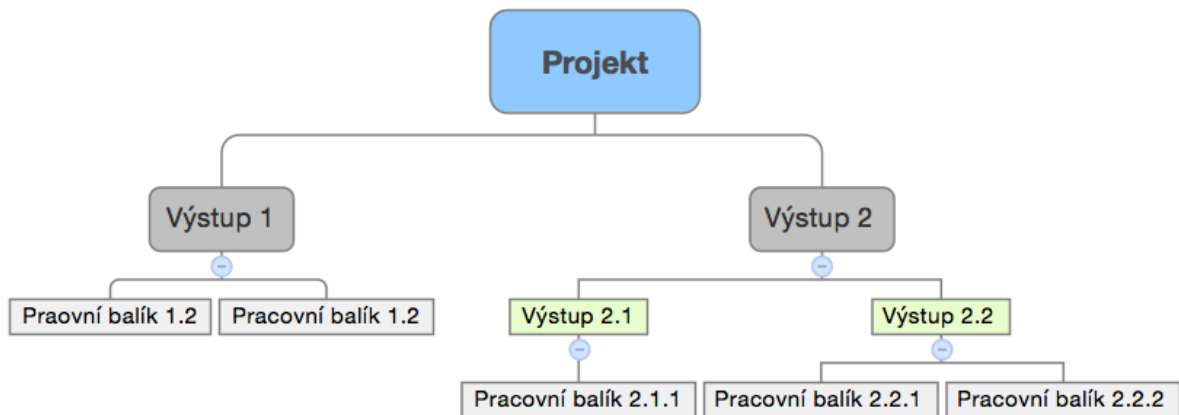 Projekt
Výstup 1
Výstup 2
Praovní balík 1.2
Pracovní balík 1.2
Výstup 2.1
Výstup 2.2
Pracovní balík 2.1.1
Pracovní balík 2.2.1
Pracovní balík 2.2.2